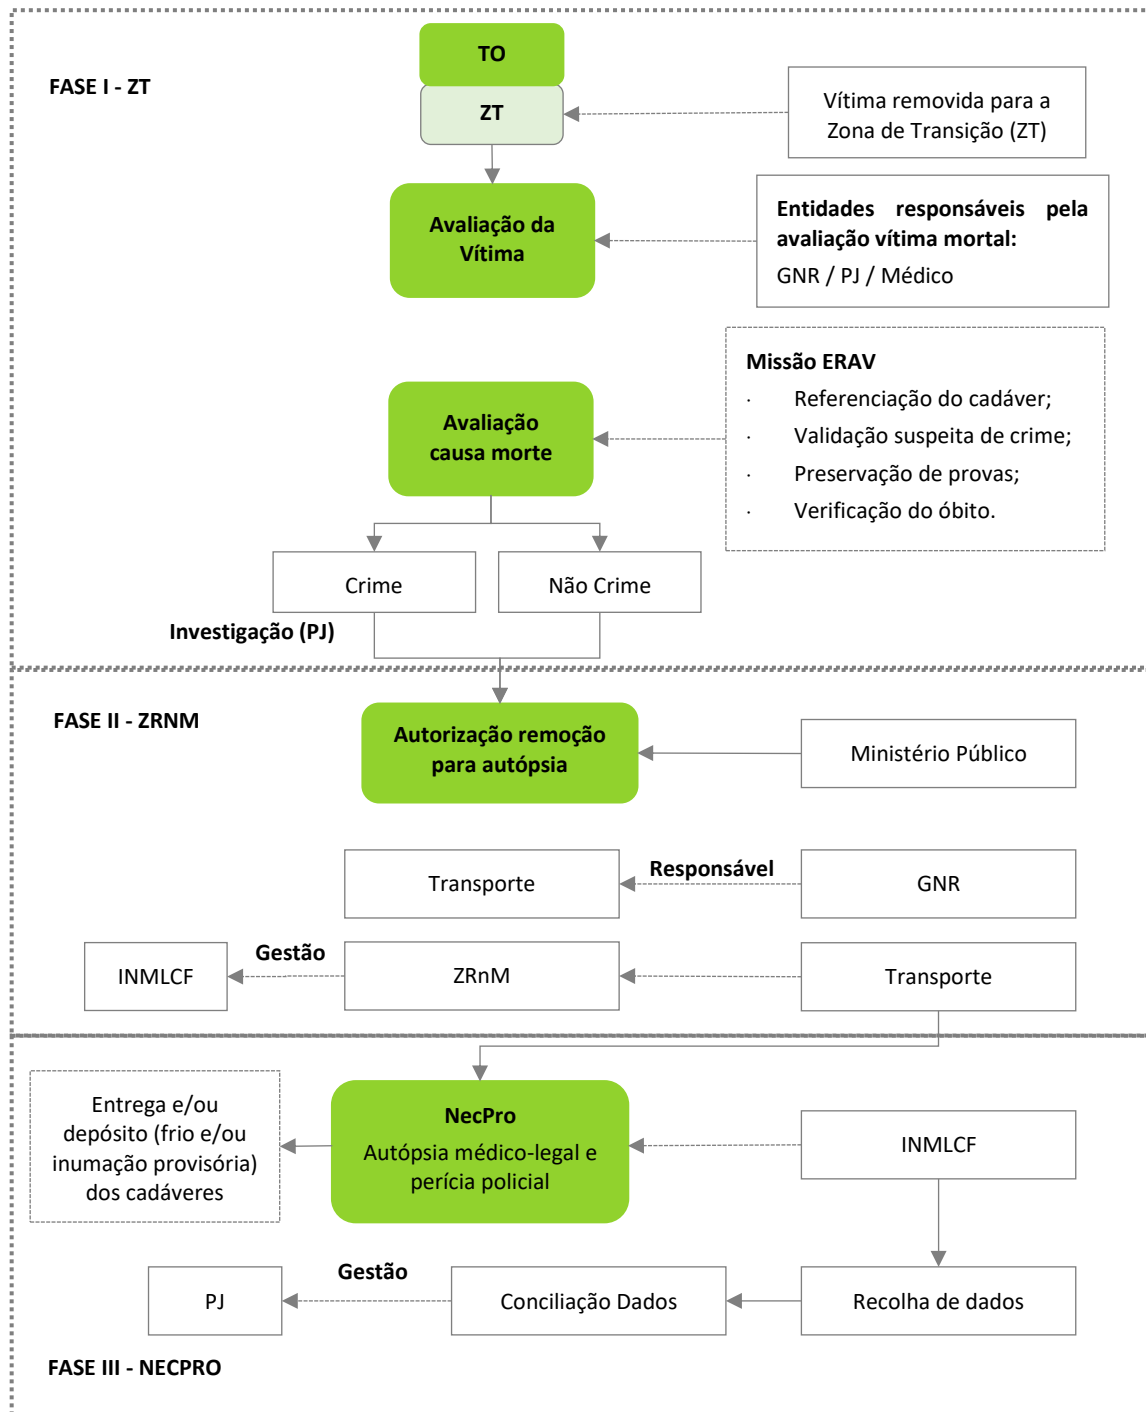 TO
FASE I - ZT
ZT
Vítima removida para a
Zona de Transição (ZT)
Avaliação da
Vítima
Entidades responsáveis pela
avaliação vítima mortal:
GNR / PJ / Médico
Missão ERAV
· Referenciação do cadáver;
· Validação suspeita de crime;
· Preservação de provas;
· Verificação do óbito.
Avaliação
causa morte
Crime
Não Crime
Investigação (PJ)
FASE II - ZRNM
Autorização remoção
para autópsia
Ministério Público
Transporte
Responsável
GNR
INMLCF
Gestão
ZRnM
Transporte
Entrega e/ou
depósito (frio e/ou
inumação provisória)
dos cadáveres
NecPro
Autópsia médico-legal e
perícia policial
INMLCF
PJ
Gestão
Conciliação Dados
Recolha de dados
FASE III - NECPRO